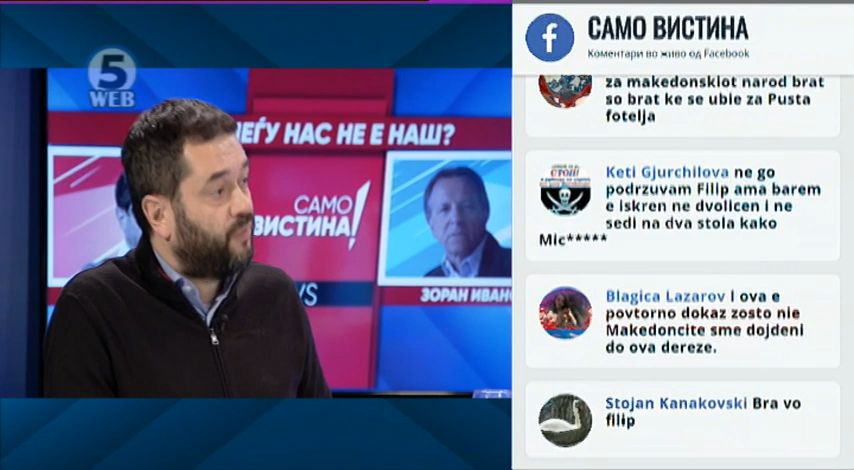 5
WEB
ЕЃУ НАС НЕ Е НАШ?
САМО
ВИСТИНА!
ЗОРАН ИВАНО
САМО ВИСТИНА
Коментари во живо од Facebook
za makedonskiot narod brat
so brat ke se ubie za Pusta
fotelja
СТОП!
Keti Gjurchilova ne go
podrzuvam Filip ama barem
e iskren ne dvolicen i ne
sedi na dva stola kako
Mic*****
Blagica Lazarov I ova e
povtorno dokaz zosto nie
Makedoncite sme dojdeni
do ova dereze.
Stojan Kanakovski Bra vo
filip